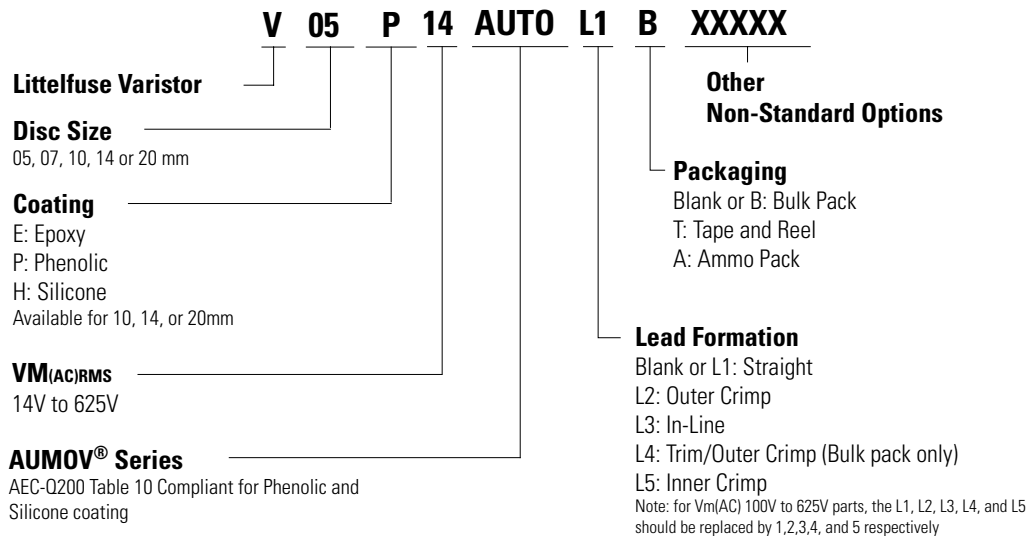 V 05 P 14 AUTO L1 B XXXXX
Littelfuse Varistor
Disc Size
05, 07, 10, 14 or 20 mm
Coating
E: Epoxy
P: Phenolic
H: Silicone
Available for 10, 14, or 20mm
VM(AC)RMS
14V to 625V
AUMOV® Series
AEC-Q200 Table 10 Compliant for Phenolic and
Silicone coating
Other
Non-Standard Options
Packaging
Blank or B: Bulk Pack
T: Tape and Reel
A: Ammo Pack
Lead Formation
Blank or L1: Straight
L2: Outer Crimp
L3: In-Line
L4: Trim/Outer Crimp (Bulk pack only)
L5: Inner Crimp
Note: for Vm(AC) 100V to 625V parts, the L1, L2, L3, L4, and L5
should be replaced by 1,2,3,4, and 5 respectively